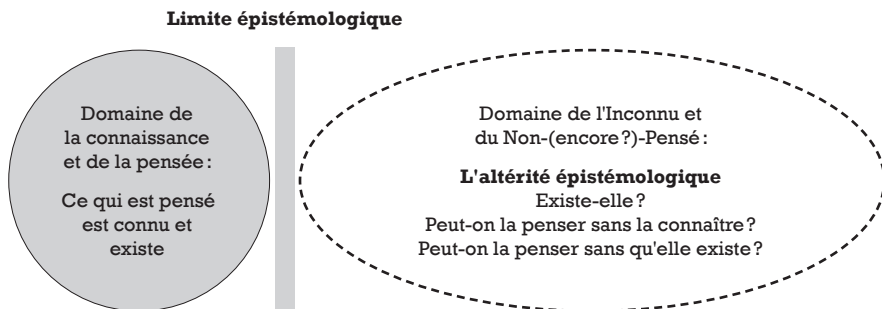 Limite épistémologique
Domaine de
la connaissance
et de la pensée :
Ce qui est pensé
est connu et
existe
Domaine de l'Inconnu et
du Non-(encore ?)-Pensé :
L'altérité épistémologique
Existe-elle ?
Peut-on la penser sans la connaître ?
Peut-on la penser sans qu'elle existe ?